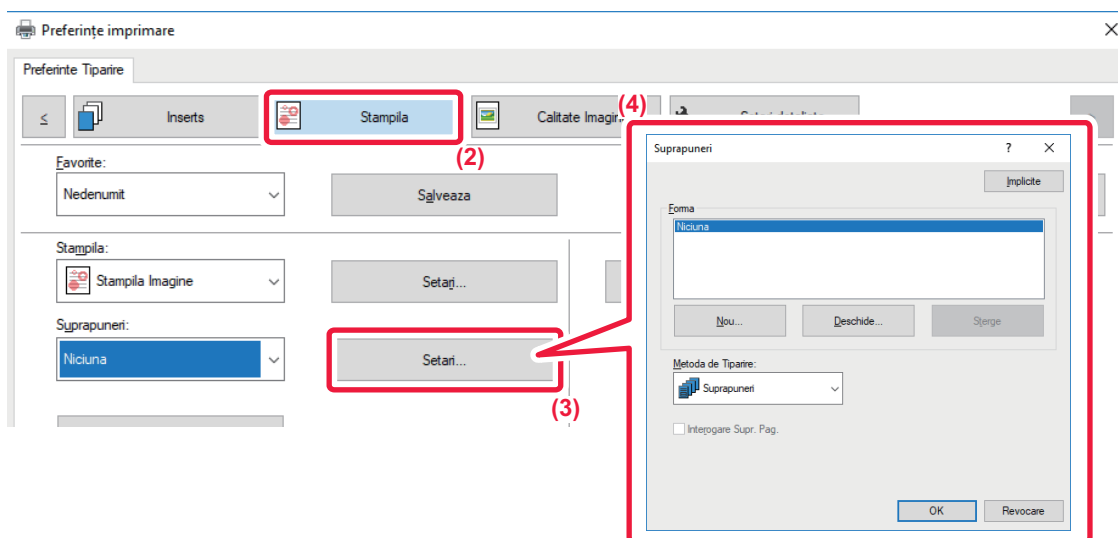 Preferințe imprimare
Preferinte Tiparire
<
Inserts
Stampila
Calitate Imagin
(4)
(2)
Favorite:
Nedenumit
Salveaza
Stampila:
Stampila Imagine
Setari...
Suprapuneri:
Niciuna
Setari...
(3)
Suprapuneri
?
Implicite
Forma
Niciuna
Nou...
Deschide...
Sterge
Metoda de Tiparire:
Suprapuneri
Interogare Supr. Pag.
OK
Revocare